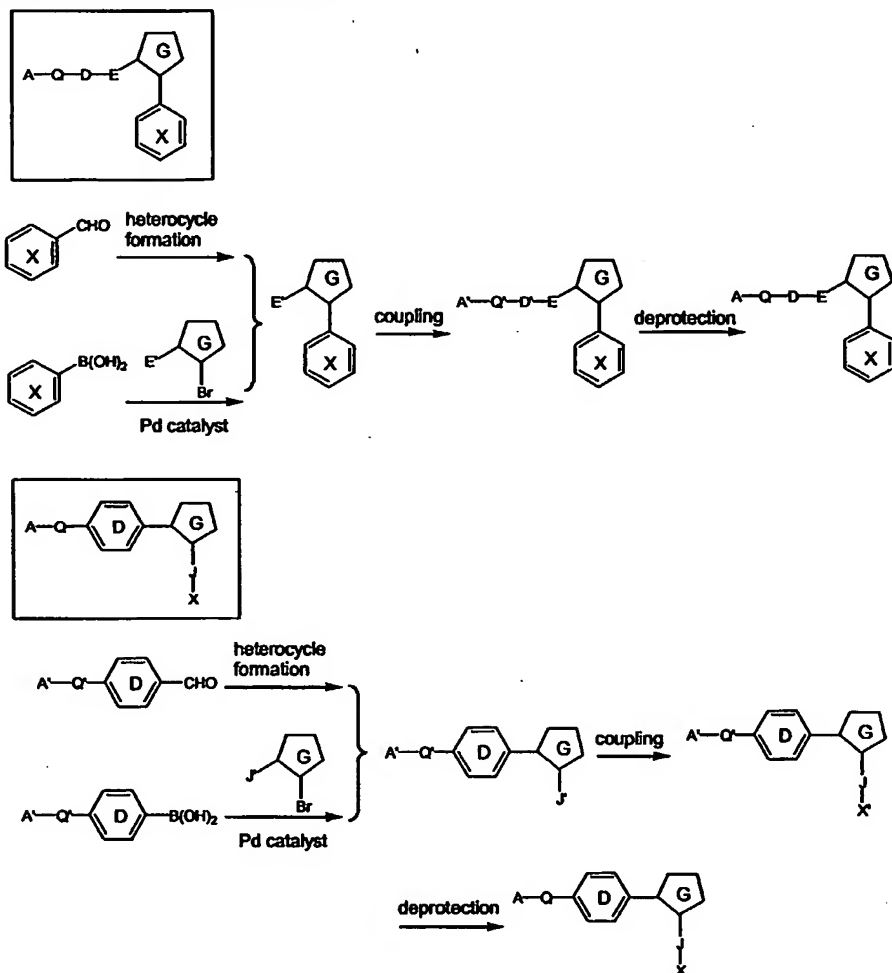 G
A—Q—D—E
X
CHO
heterocycle
formation
X
G
E'
G
A'—Q'—D'—E
G
A—Q—D—E
coupling
deprotection
B(OH)₂
E'
G
X
X
X
X
Br
Pd catalyst
A—Q
D
G
J
X
heterocycle
formation
A'—Q'
D
CHO
G
J'
Br
A'—Q'
D
G
J'
coupling
A'—Q'
D
G
J
X'
A'—Q'
D
B(OH)₂
Pd catalyst
deprotection
A—Q
D
G
J
X